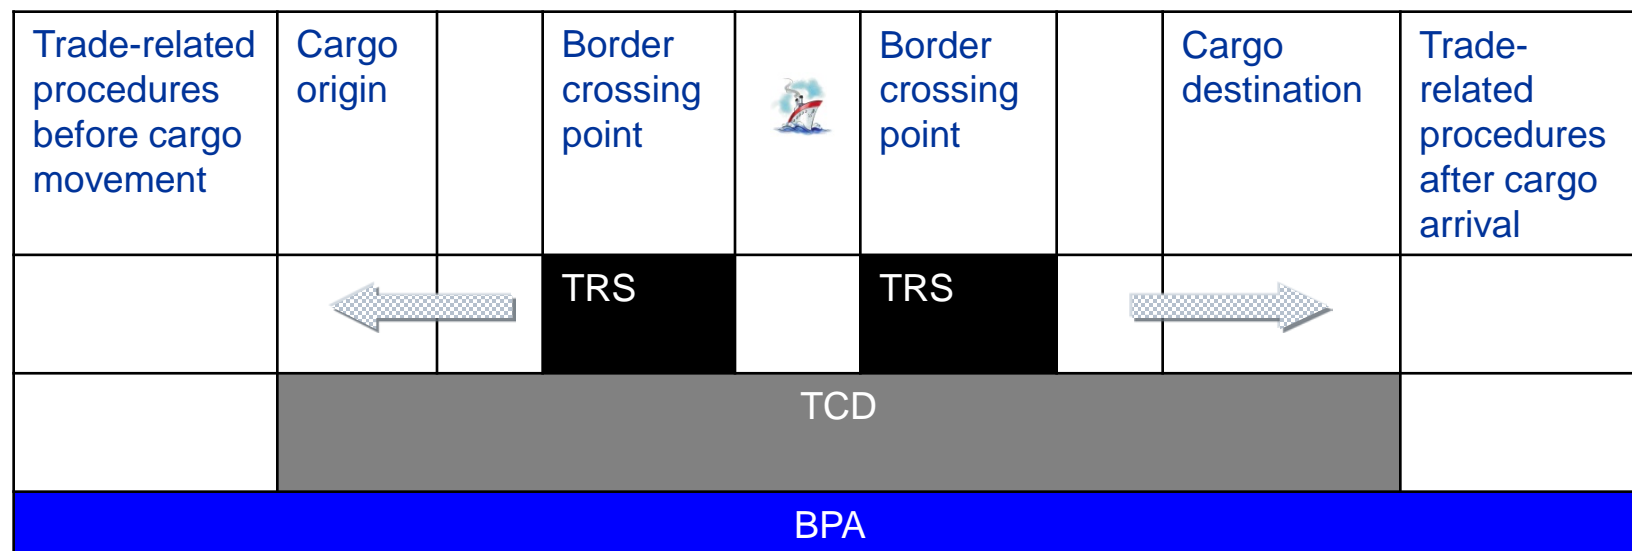 Trade-related
procedures
before cargo
movement
Cargo
origin
Border
crossing
point
Border
crossing
point
Cargo
destination
Trade-
related
procedures
after cargo
arrival
TRS
TRS
TCD
BPA